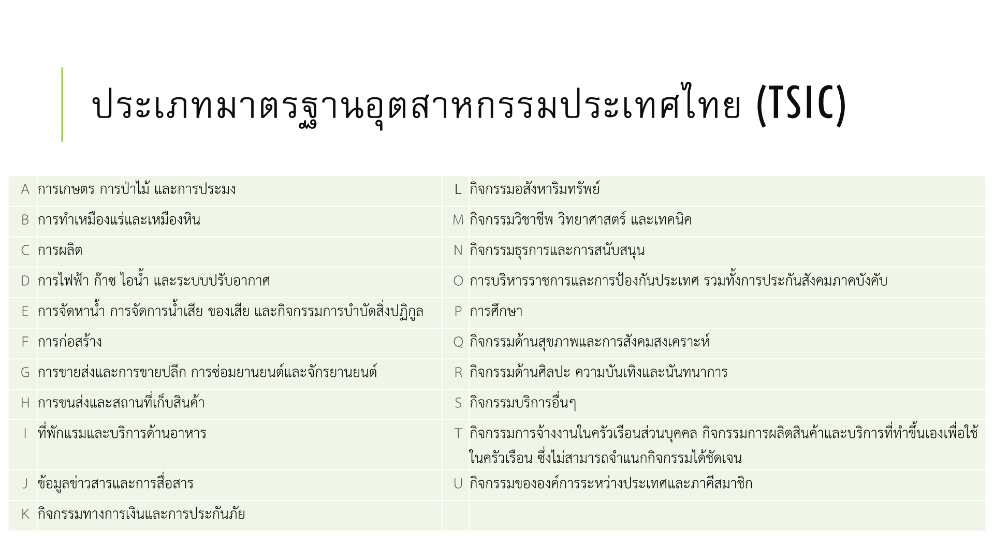 ประเภทมาตรฐานอุตสาหกรรมประเทศไทย (TSIC)
A การเกษตร การป่าไม้ และการประมง
B การทำเหมืองแร่และเหมืองหิน
C การผลิต
D การไฟฟ้า ก๊าซ ไอน้ำ และระบบปรับอากาศ
E การจัดหาน้ำ การจัดการน้ำเสีย ของเสีย และกิจกรรมการบำบัดสิ่งปฏิกูล
F การก่อสร้าง
G การขายส่งและการขายปลีก การซ่อมยานยนต์และจักรยานยนต์
H การขนส่งและสถานที่เก็บสินค้า
I ที่พักแรมและบริการด้านอาหาร
J ข้อมูลข่าวสารและการสื่อสาร
K กิจกรรมทางการเงินและการประกันภัย
L กิจกรรมอสังหาริมทรัพย์
M กิจกรรมวิชาชีพ วิทยาศาสตร์ และเทคนิค
N กิจกรรมธุรการและการสนับสนุน
O การบริหารราชการและการป้องกันประเทศ รวมทั้งการประกันสังคมภาคบังคับ
P การศึกษา
Q กิจกรรมด้านสุขภาพและการสังคมสงเคราะห์
R กิจกรรมด้านศิลปะ ความบันเทิงและนันทนาการ
S กิจกรรมบริการอื่นๆ
T กิจกรรมการจ้างงานในครัวเรือนส่วนบุคคล กิจกรรมการผลิตสินค้าและบริการที่ทำขึ้นเองเพื่อใช้
ในครัวเรือน ซึ่งไม่สามารถจำแนกกิจกรรมได้ชัดเจน
U กิจกรรมขององค์การระหว่างประเทศและภาคีสมาชิก